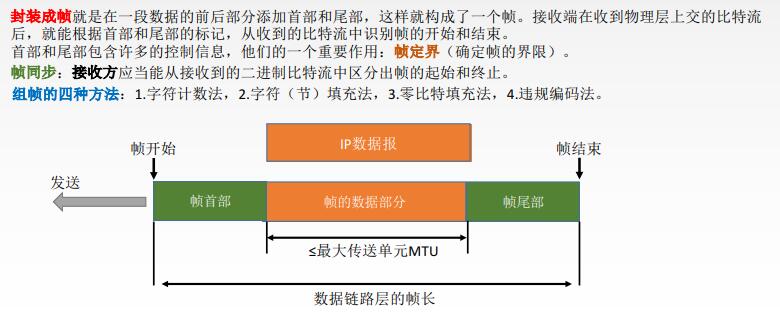 封装成帧就是在一段数据的前后部分添加首部和尾部，这样就构成了一个帧。接收端在收到物理层上交的比特流
后，就能根据首部和尾部的标记，从收到的比特流中识别帧的开始和结束。
首部和尾部包含许多的控制信息，他们的一个重要作用：帧定界（确定帧的界限）。
帧同步：接收方应当能从接收到的二进制比特流中区分出帧的起始和终止。
组帧的四种方法：1.字符计数法，2.字符（节）填充法，3.零比特填充法，4.违规编码法。
帧开始
IP数据报
帧结束
发送
帧首部
帧的数据部分
帧尾部
≤最大传送单元MTU
数据链路层的帧长